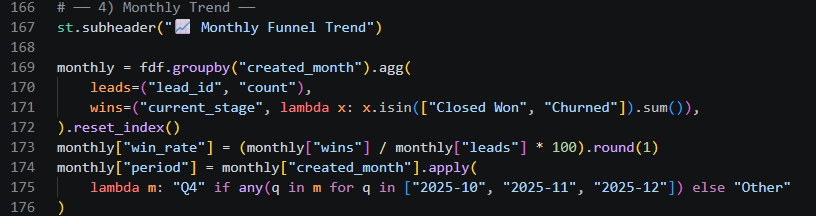 166 # —— 4) Monthly Trend ——
167 st.subheader("📈 Monthly Funnel Trend")
168
169 monthly = fdf.groupby("created_month").agg(
170     leads=("lead_id", "count"),
171     wins=("current_stage", lambda x: x.isin(["Closed Won", "Churned"]).sum()),
172 ).reset_index()
173 monthly["win_rate"] = (monthly["wins"] / monthly["leads"] * 100).round(1)
174 monthly["period"] = monthly["created_month"].apply(
175     lambda m: "Q4" if any(q in m for q in ["2025-10", "2025-11", "2025-12"]) else "Other"
176 )